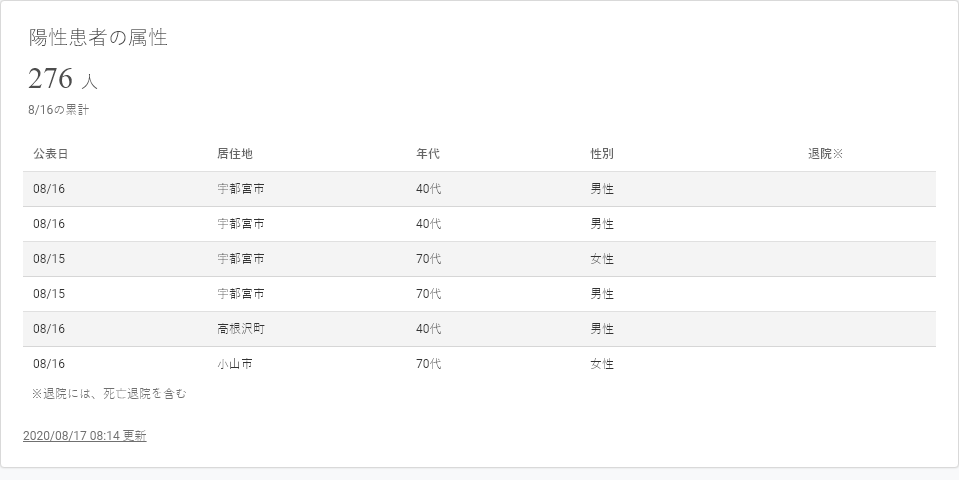 陽性患者の属性
276 人
8/16の累計
公表日 居住地 年代 性別 退院※
08/16 宇都宮市 40代 男性
08/16 宇都宮市 40代 男性
08/15 宇都宮市 70代 女性
08/15 宇都宮市 70代 男性
08/16 高根沢町 40代 男性
08/16 小山市 70代 女性
※退院には、死亡退院を含む
2020/08/17 08:14 更新